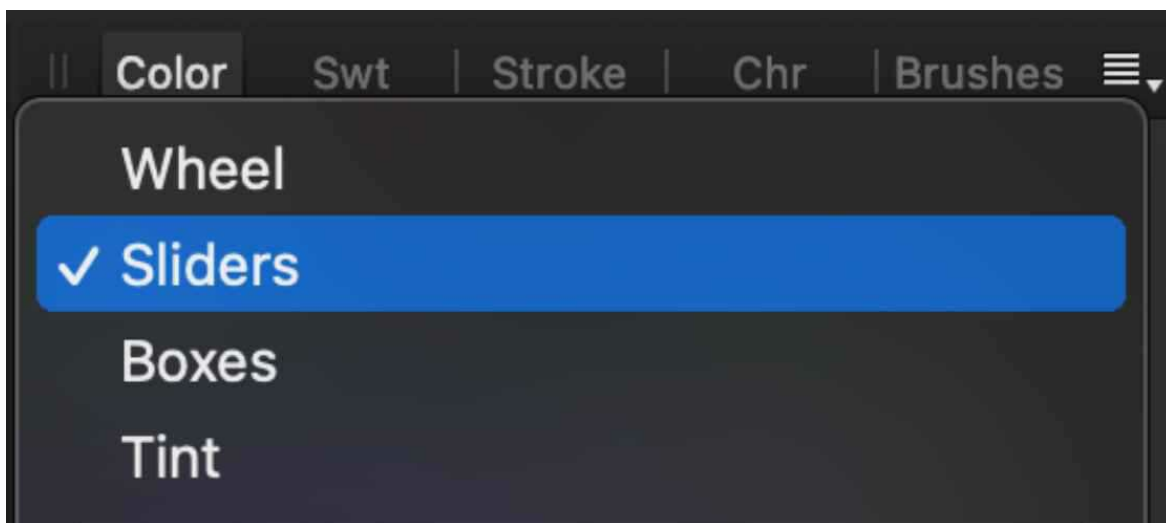 Color Swt Stroke Chr Brushes
Wheel
✓ Sliders
Boxes
Tint